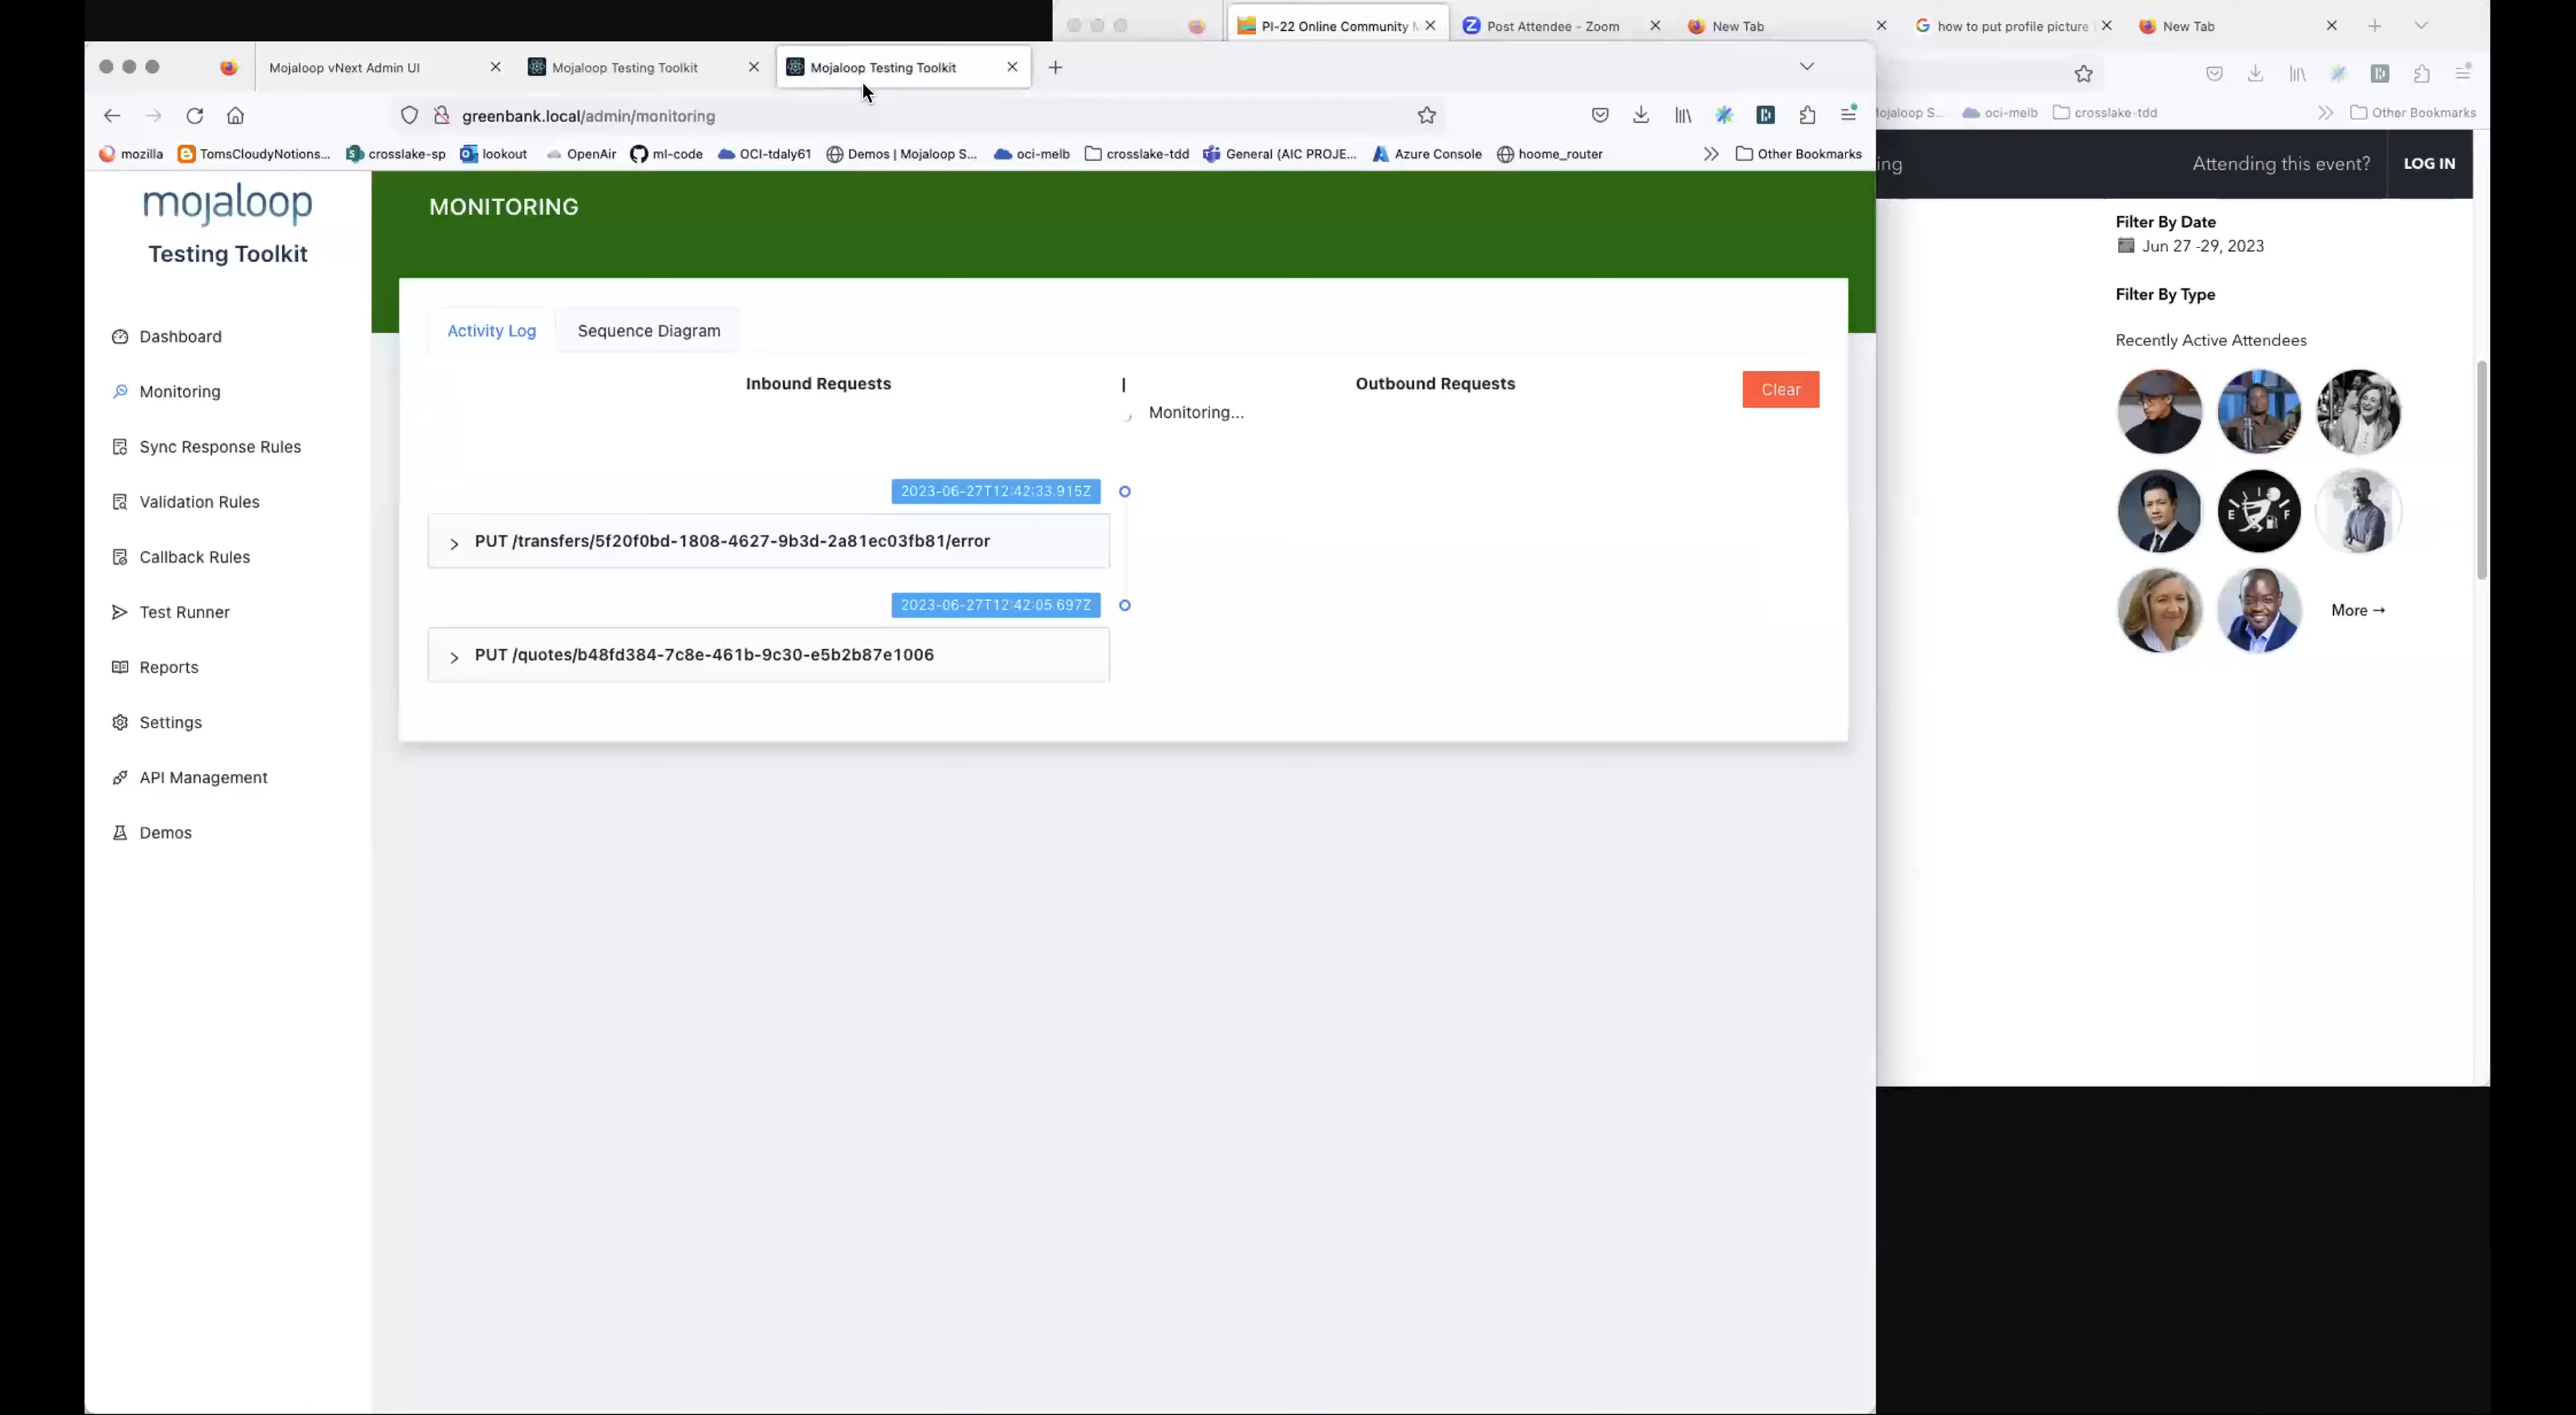 PI-22 Online Community M
Post Attendee - Zoom
New Tab
how to put profile picture
New Tab
Mojaloop vNext Admin UI
Mojaloop Testing Toolkit
Mojaloop Testing Toolkit
greenbank.local/admin/monitoring
mozilla
TomsCloudyNotions...
crosslake-sp
lookout
OpenAir
ml-code
OCI-tdaly61
Demos | Mojaloop S...
oci-melb
crosslake-tdd
General (AIC PROJE...
Azure Console
hoome_router
Other Bookmarks
ojaloop S...
oci-melb
crosslake-tdd
Other Bookmarks
mojaloop
Testing Toolkit
Dashboard
Monitoring
Sync Response Rules
Validation Rules
Callback Rules
Test Runner
Reports
Settings
API Management
Demos
MONITORING
Activity Log
Sequence Diagram
Inbound Requests
|
Outbound Requests
Clear
Monitoring...
2023-06-27T12:42:33.915Z
PUT /transfers/5f20f0bd-1808-4627-9b3d-2a81ec03fb81/error
2023-06-27T12:42:05.697Z
PUT /quotes/b48fd384-7c8e-461b-9c30-e5b2b87e1006
ing
Attending this event?
LOG IN
Filter By Date
Jun 27 -29, 2023
Filter By Type
Recently Active Attendees
E F
More →